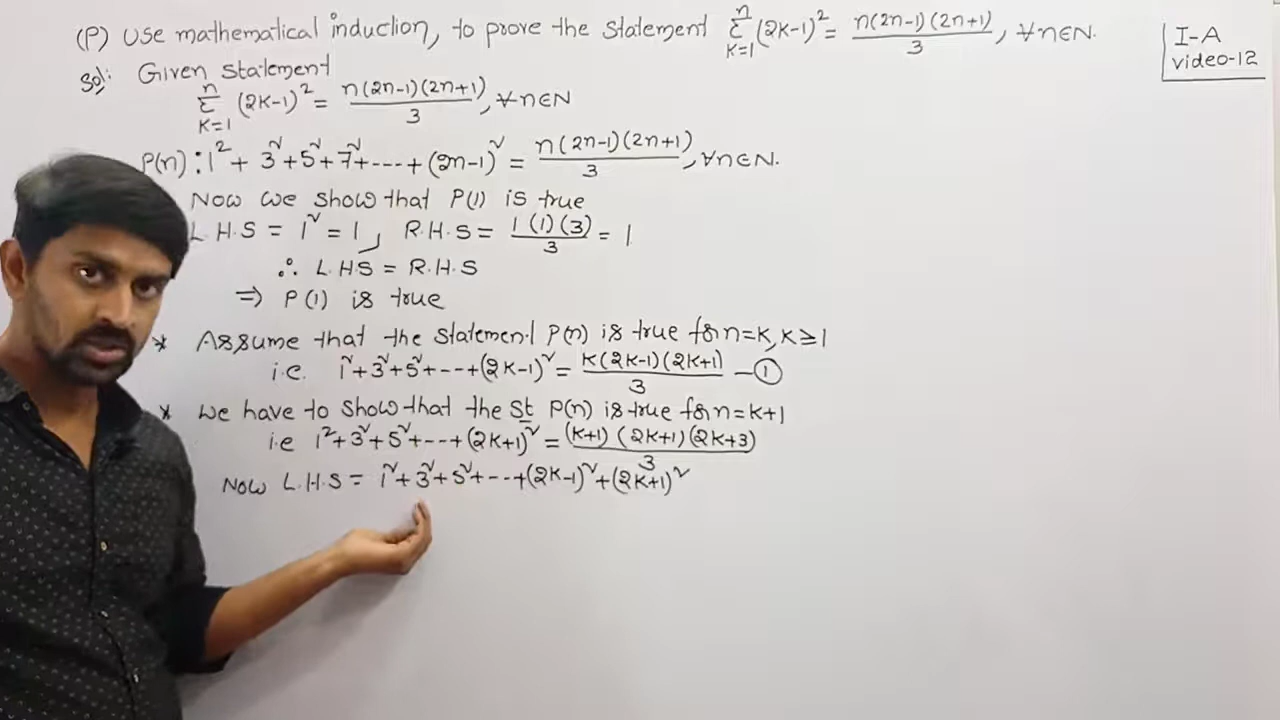 (P) Use mathematical induction, to prove the statement n Σ k=1 (2k-1)² = n(2n-1)(2n+1)/3, ∀n∈N.
I-A
video-12
Sol: Given statement
n Σ k=1 (2k-1)² = n(2n-1)(2n+1)/3, ∀n∈N
P(n): 1²+3²+5²+7²+----+(2n-1)² = n(2n-1)(2n+1)/3, ∀n∈N.
Now we show that P(1) is true
L.H.S = 1² = 1, R.H.S = 1(1)(3)/3 = 1
∴ L.H.S = R.H.S
⇒ P(1) is true
* Assume that the statement P(n) is true for n=k, k≥1
i.e. 1²+3²+5²+---+(2k-1)² = k(2k-1)(2k+1)/3 —①
* We have to show that the St P(n) is true for n=k+1
i.e 1²+3²+5²+---+(2k+1)² = (k+1)(2k+1)(2k+3)/3
Now L.H.S = 1²+3²+5²+---+(2k-1)²+(2k+1)²